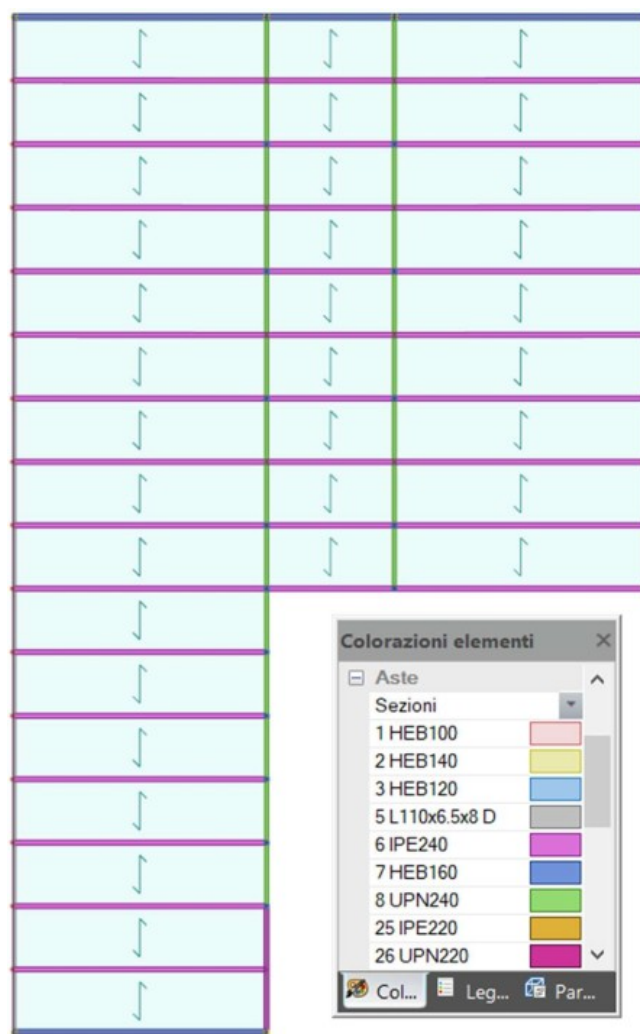 Colorazioni elementi
Aste
Sezioni
1 HEB100
2 HEB140
3 HEB120
5 L110x6.5x8 D
6 IPE240
7 HEB160
8 UPN240
25 IPE220
26 UPN220
Col... Leg... Par...